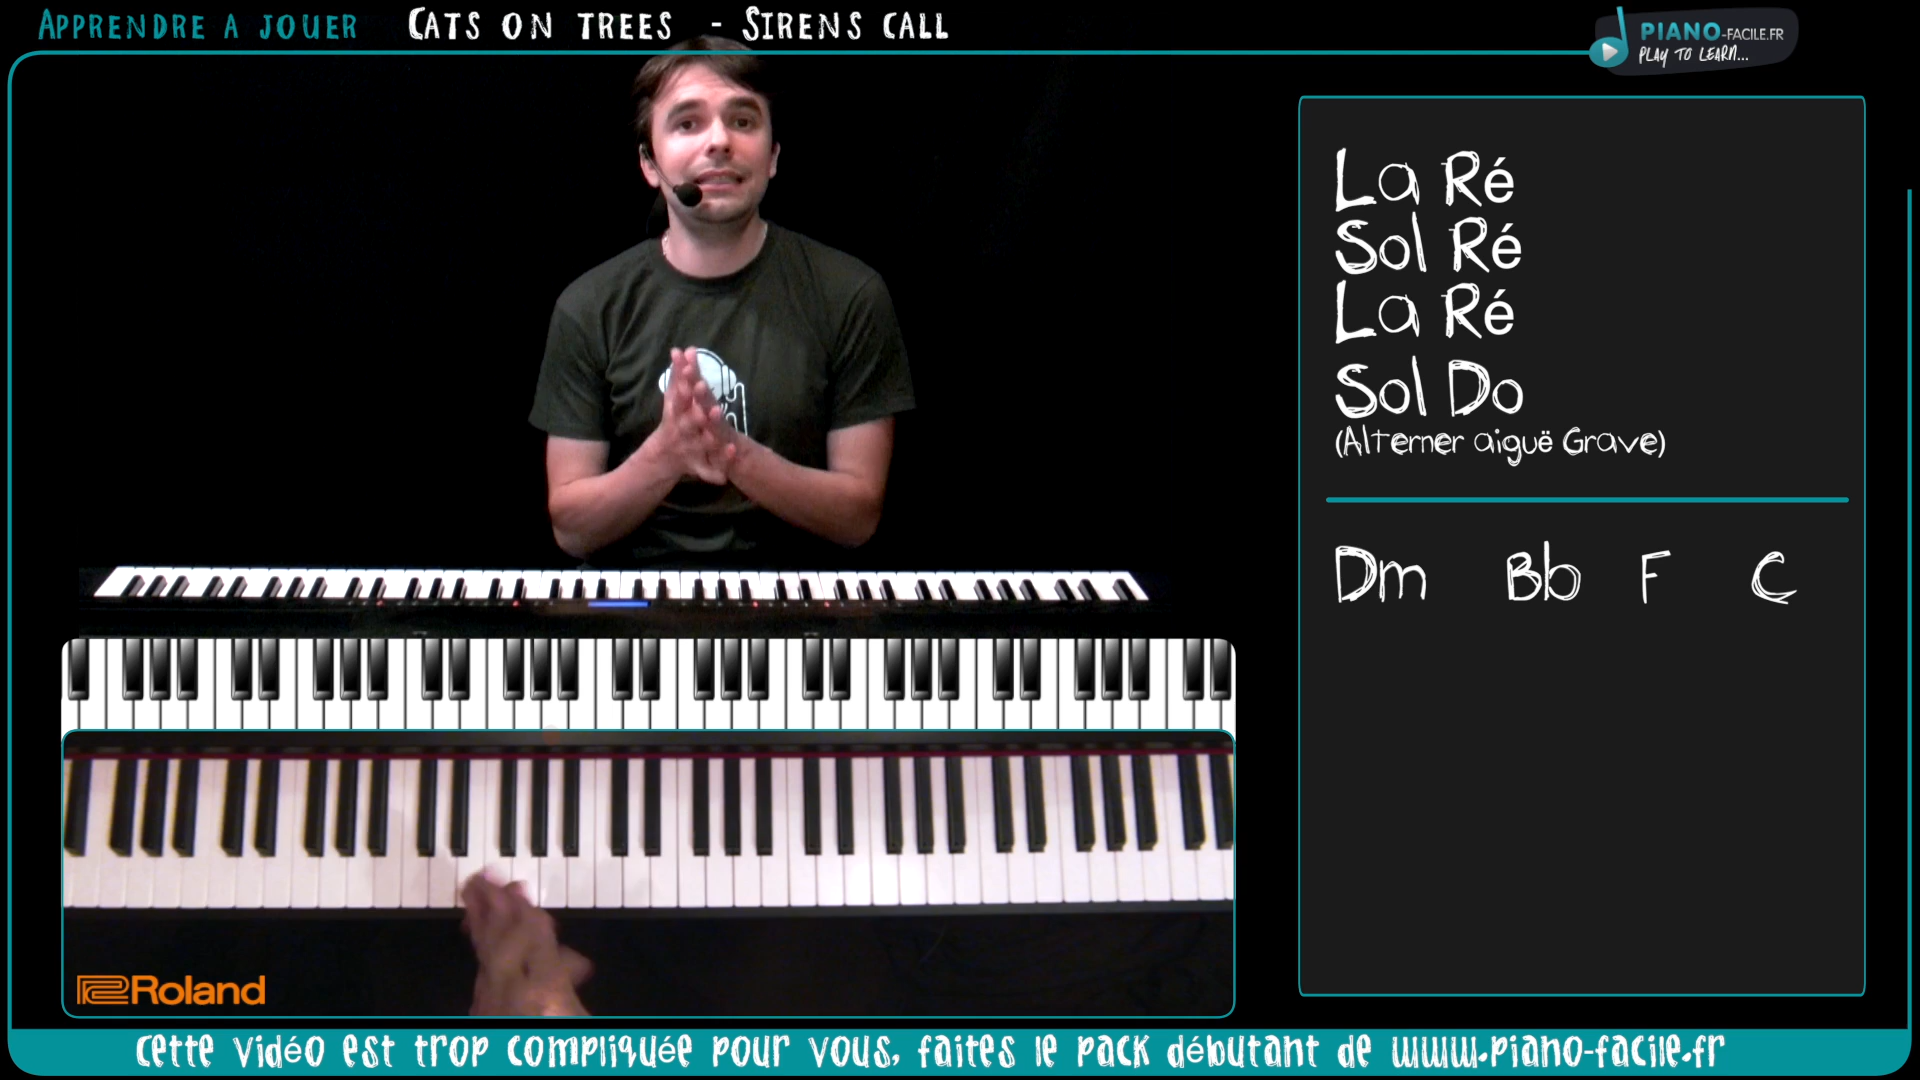 Apprendre a jouer Cats on trees - Sirens call
PIANO-FACILE.FR
PLAY TO LEARN...
La Ré
Sol Ré
La Ré
Sol Do
(Alterner aiguë Grave)
Dm Bb F C
Roland
Cette vidéo est trop compliquée pour vous, faites le pack débutant de www.piano-facile.fr